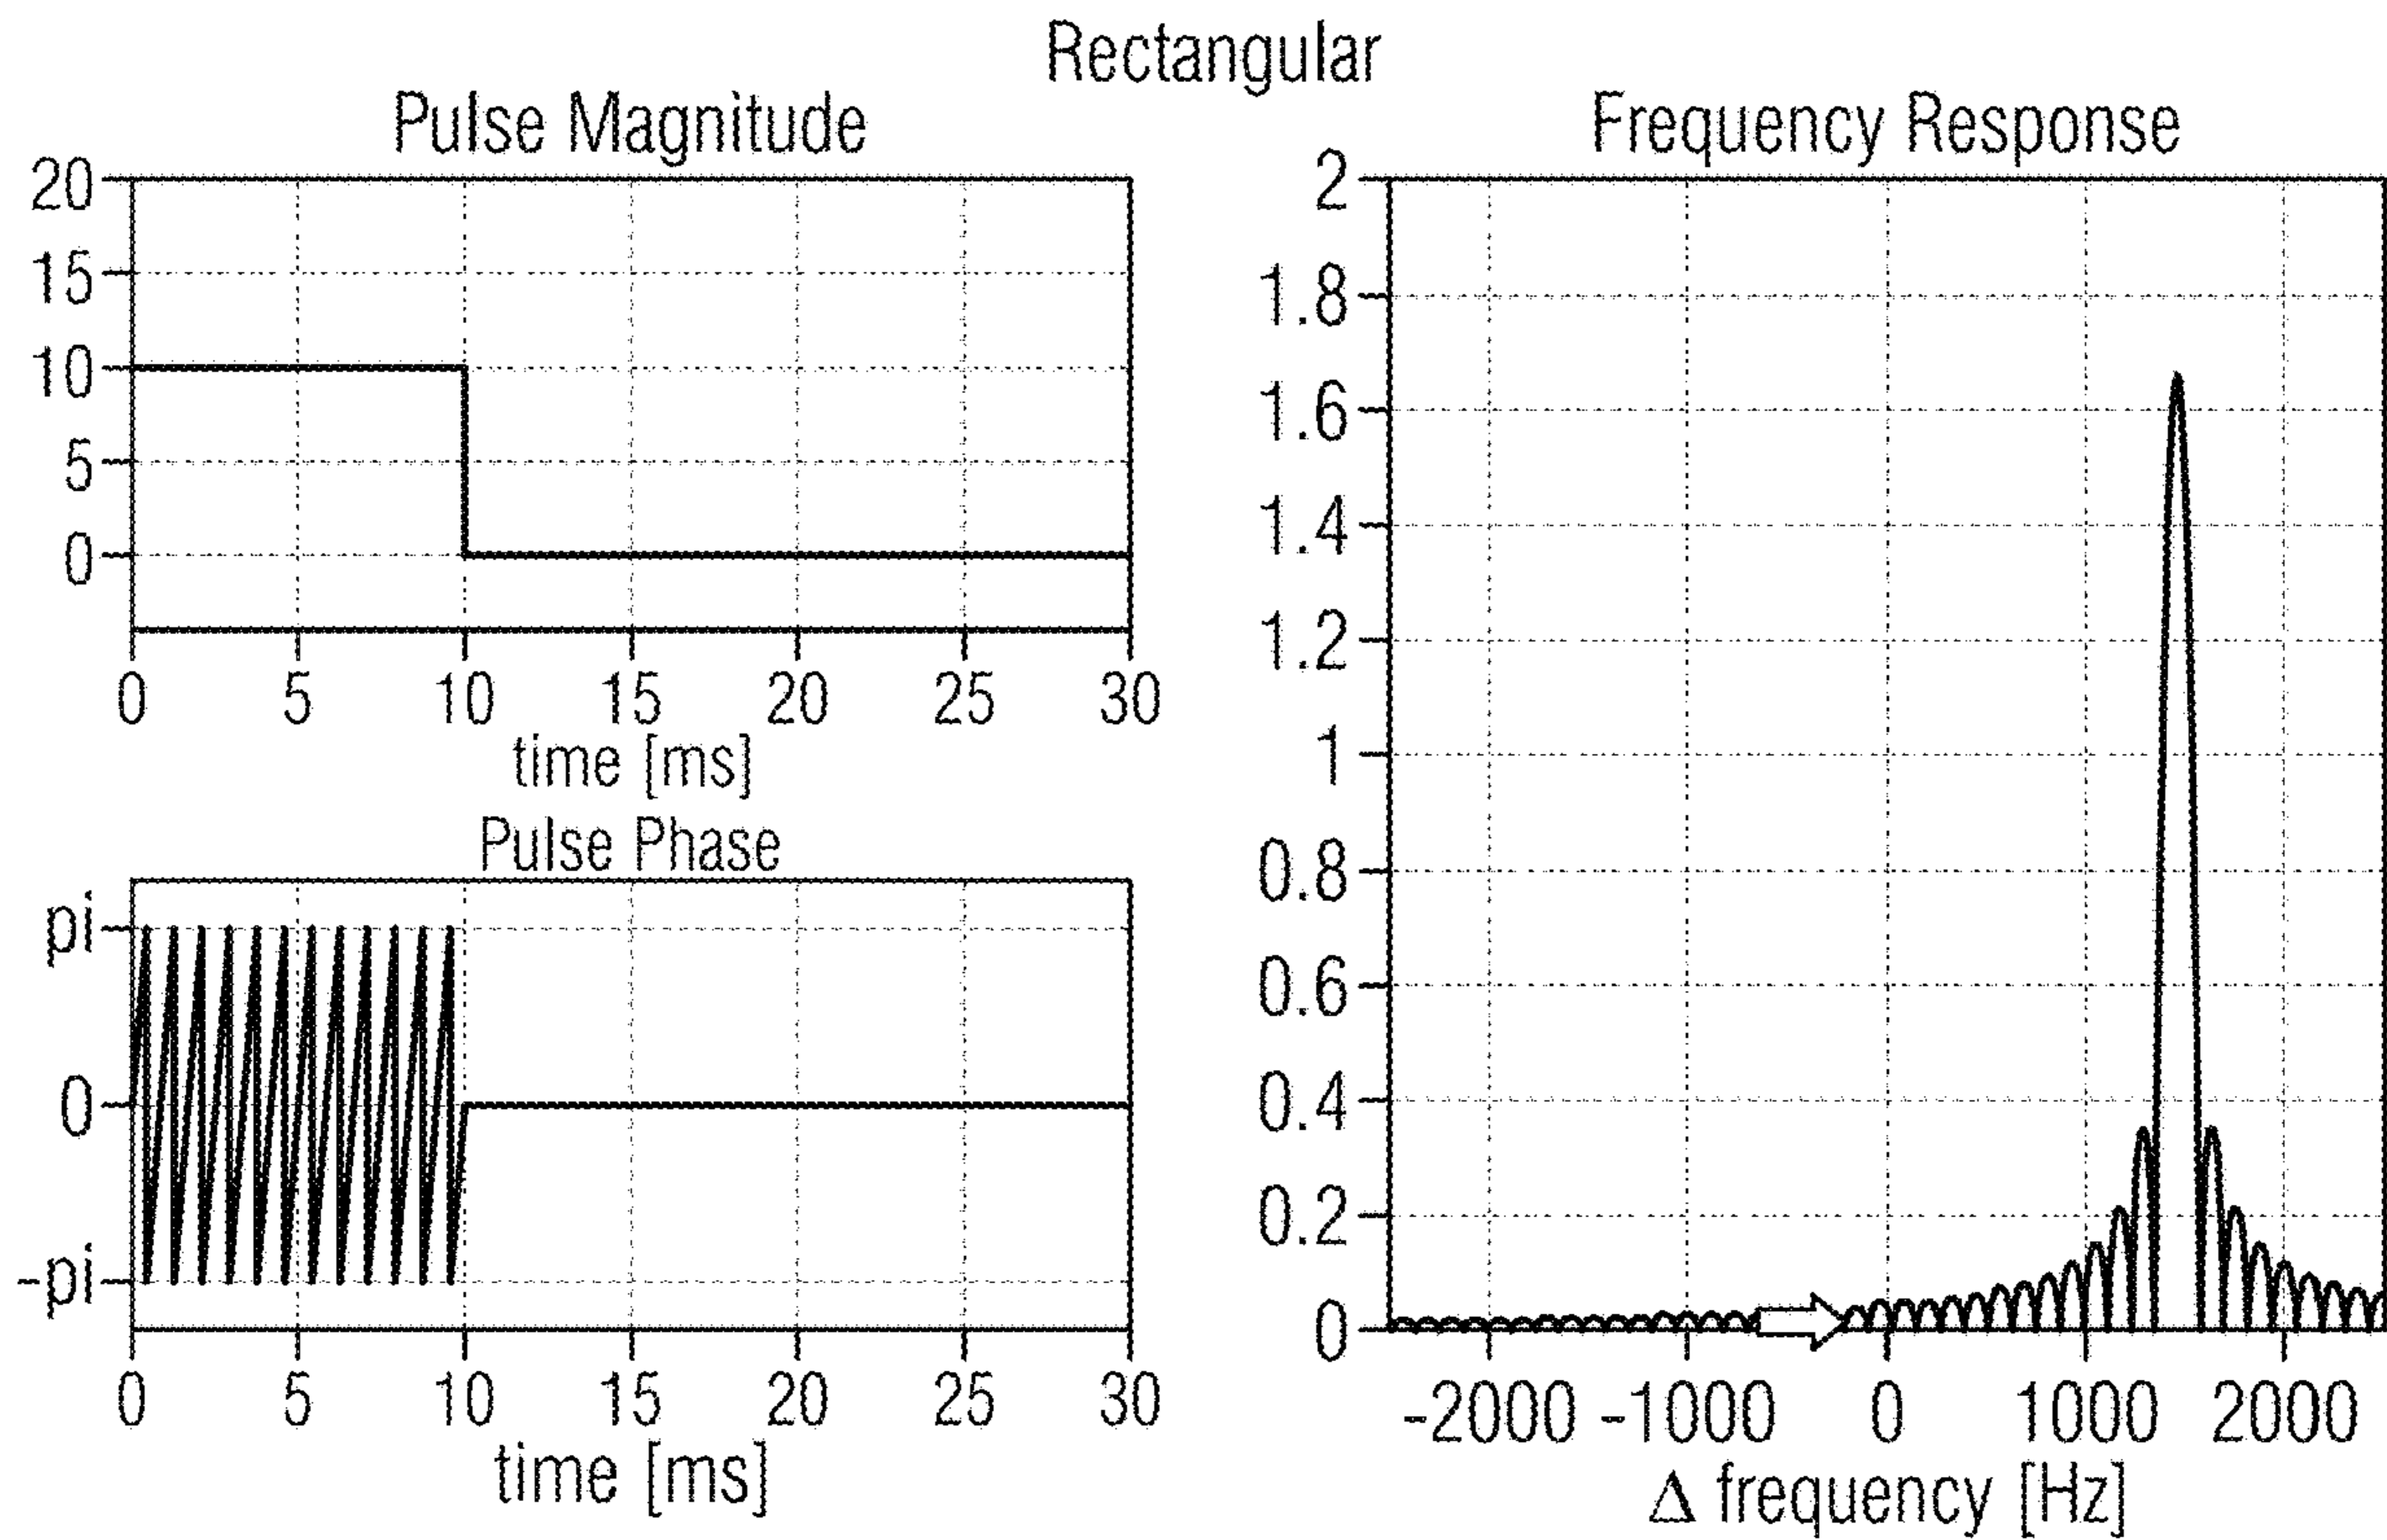 Rectangular
Pulse Magnitude
20
15
10
5
0
0 5 10 15 20 25 30
time [ms]
Pulse Phase
pi
0
-pi
0 5 10 15 20 25 30
time [ms]
Frequency Response
2
1.8
1.6
1.4
1.2
1
0.8
0.6
0.4
0.2
0
-2000 -1000 0 1000 2000
Δ frequency [Hz]